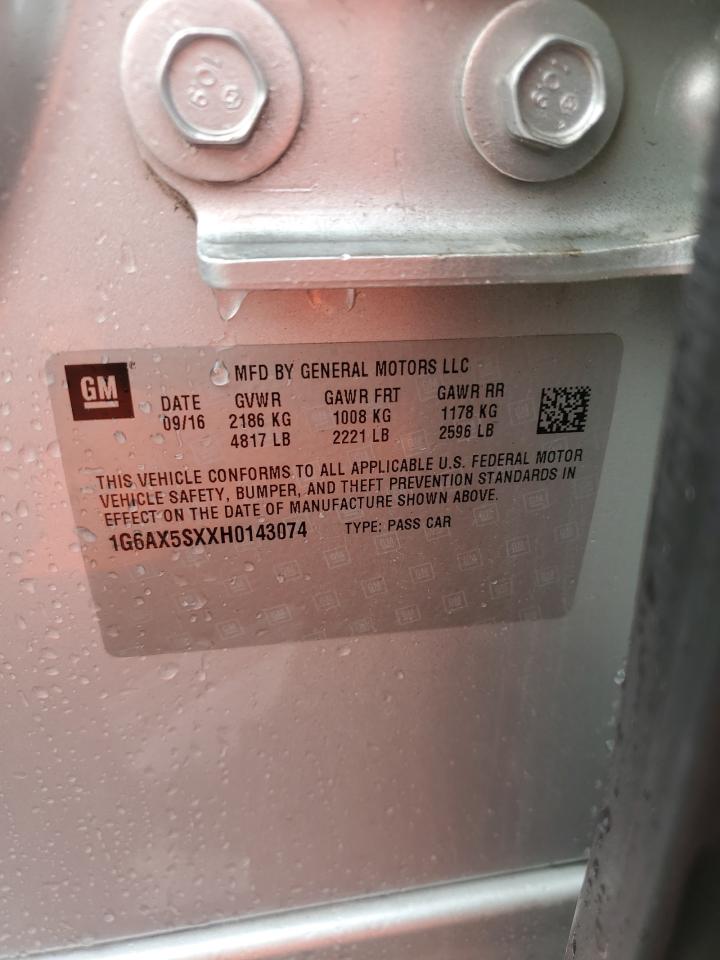 GM
MFD BY GENERAL MOTORS LLC
DATE GVWR GAWR FRT GAWR RR
09/16 2186 KG 1008 KG 1178 KG
4817 LB 2221 LB 2596 LB
THIS VEHICLE CONFORMS TO ALL APPLICABLE U.S. FEDERAL MOTOR
VEHICLE SAFETY, BUMPER, AND THEFT PREVENTION STANDARDS IN
EFFECT ON THE DATE OF MANUFACTURE SHOWN ABOVE.
1G6AX5SXXH0143074 TYPE: PASS CAR